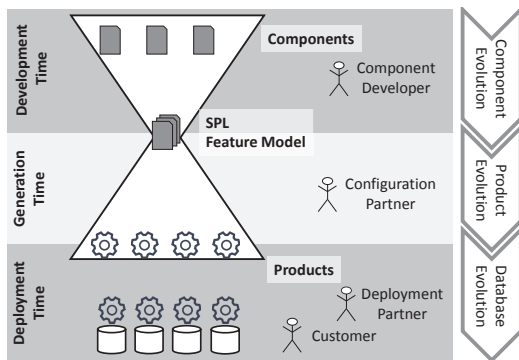 Development
Time
Components
Component
Developer
Component
Evolution
SPL
Feature Model
Generation
Time
Configuration
Partner
Product
Evolution
Products
Deployment
Time
Deployment
Partner
Customer
Database
Evolution